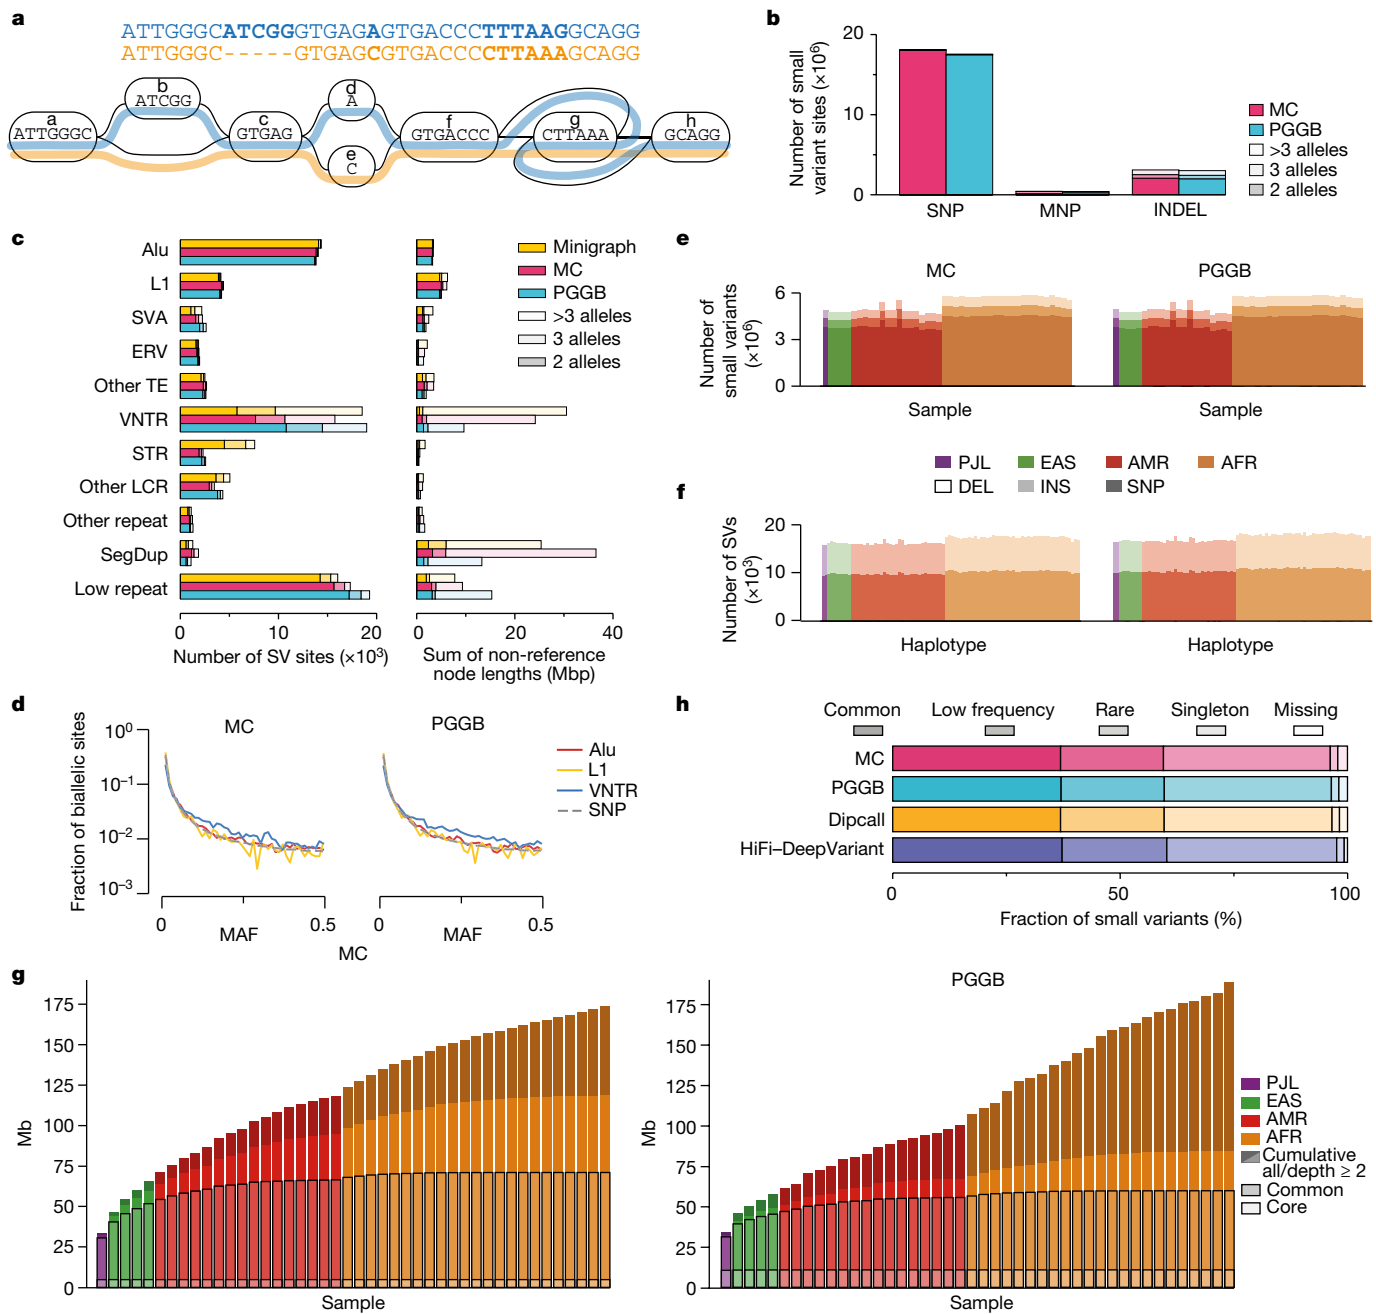 a
ATTGGGCATCGGGTGAGAGTGACCCTTTAAGGCAGG
ATTGGGC-----GTGAGCGTGACCCCTTAAAGCAGG
a
ATTGGGC
b
ATCGG
c
GTGAG
d
A
e
C
f
GTGACCC
g
CTTAAA
h
GCAGG
b
Number of small
variant sites (×10⁶)
20
10
0
SNP
MNP
INDEL
MC
PGGB
>3 alleles
3 alleles
2 alleles
c
Alu
L1
SVA
ERV
Other TE
VNTR
STR
Other LCR
Other repeat
SegDup
Low repeat
0
10
20
Number of SV sites (×10³)
0
20
40
Sum of non-reference
node lengths (Mbp)
Minigraph
MC
PGGB
>3 alleles
3 alleles
2 alleles
e
MC
PGGB
Number of
small variants
(×10⁶)
6
3
0
Sample
Sample
PJL
EAS
AMR
AFR
DEL
INS
SNP
f
Number of SVs
(×10³)
20
10
0
Haplotype
Haplotype
d
Fraction of biallelic sites
MC
PGGB
10⁰
10⁻¹
10⁻²
10⁻³
0
0.5
MAF
0
0.5
MAF
Alu
L1
VNTR
SNP
h
Common
Low frequency
Rare
Singleton
Missing
MC
PGGB
Dipcall
HiFi–DeepVariant
0
50
100
Fraction of small variants (%)
g
MC
Mb
175
150
125
100
75
50
25
0
Sample
PGGB
Mb
175
150
125
100
75
50
25
0
Sample
PJL
EAS
AMR
AFR
Cumulative
all/depth ≥ 2
Common
Core